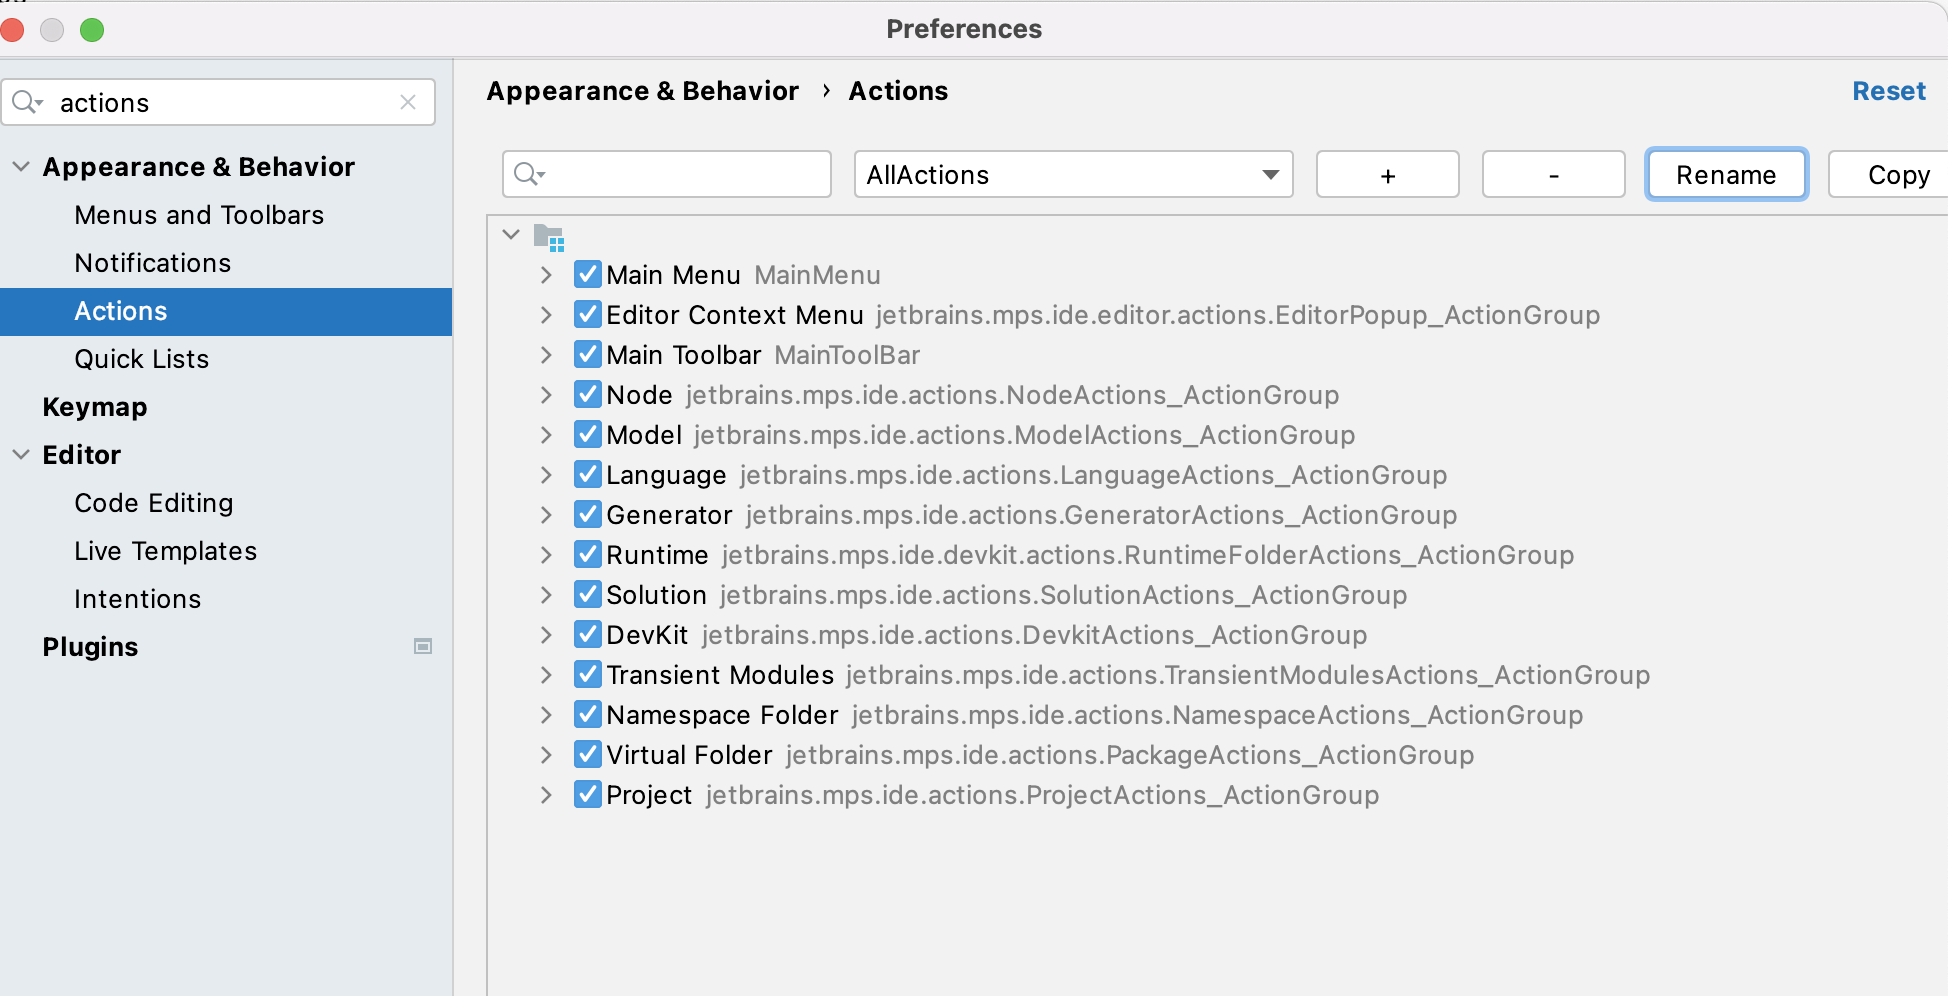 Preferences
actions
Appearance & Behavior
Menus and Toolbars
Notifications
Actions
Quick Lists
Keymap
Editor
Code Editing
Live Templates
Intentions
Plugins
Appearance & Behavior › Actions
Reset
AllActions
+
-
Rename
Copy
Main Menu MainMenu
Editor Context Menu jetbrains.mps.ide.editor.actions.EditorPopup_ActionGroup
Main Toolbar MainToolBar
Node jetbrains.mps.ide.actions.NodeActions_ActionGroup
Model jetbrains.mps.ide.actions.ModelActions_ActionGroup
Language jetbrains.mps.ide.actions.LanguageActions_ActionGroup
Generator jetbrains.mps.ide.actions.GeneratorActions_ActionGroup
Runtime jetbrains.mps.ide.devkit.actions.RuntimeFolderActions_ActionGroup
Solution jetbrains.mps.ide.actions.SolutionActions_ActionGroup
DevKit jetbrains.mps.ide.actions.DevkitActions_ActionGroup
Transient Modules jetbrains.mps.ide.actions.TransientModulesActions_ActionGroup
Namespace Folder jetbrains.mps.ide.actions.NamespaceActions_ActionGroup
Virtual Folder jetbrains.mps.ide.actions.PackageActions_ActionGroup
Project jetbrains.mps.ide.actions.ProjectActions_ActionGroup